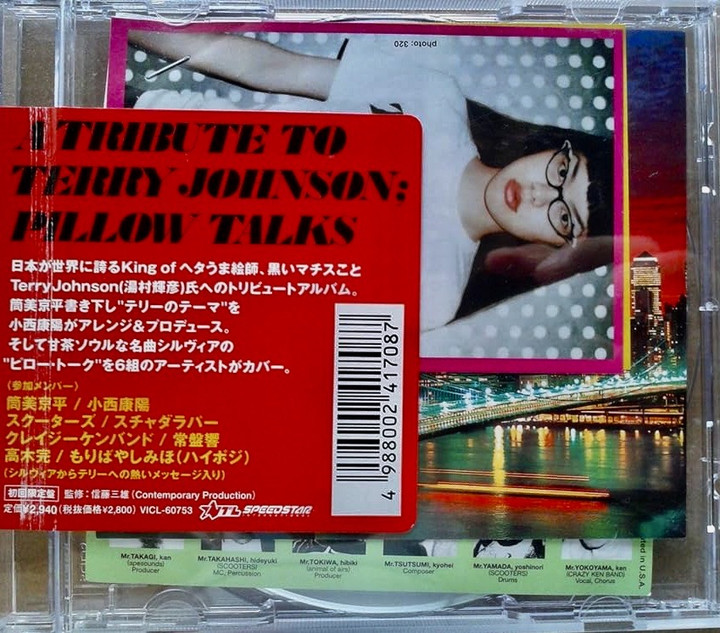 photo: 320
A TRIBUTE TO
TERRY JOHNSON:
PILLOW TALKS
日本が世界に誇るKing of ヘタうま絵師、黒いマチスこと
TerryJohnson(湯村輝彦)氏へのトリビュートアルバム。
筒美京平書き下し"テリーのテーマ"を
小西康陽がアレンジ&プロデュース。
そして甘茶ソウルな名曲シルヴィアの
"ピロートーク"を6組のアーティストがカバー。
(参加メンバー)
筒美京平 / 小西康陽
スクーターズ / スチャダラパー
クレイジーケンバンド / 常盤響
高木完 / もりばやしみほ(ハイポジ)
(シルヴィアからテリーへの熱いメッセージ入り)
初回限定盤 監修:信藤三雄(Contemporary Production)
定価¥2,940(税抜価格¥2,800) VICL-60753
SPEEDSTAR
INTERNATIONAL
4 988002 417087
Mr.TAKAGI, kan
Producer
Mr.TAKAHASHI, hideyuki
(SCOOTERS)
MC, Percussion
Mr.TOKIWA, hibiki
Producer
Mr.TSUTSUMI, kyohei
Composer
Mr.YAMADA, yoshinori
(SCOOTERS)
Drums
Mr.YOKOYAMA, ken
(CRAZY KEN BAND)
Vocal, Chorus
ted in U.S.A.